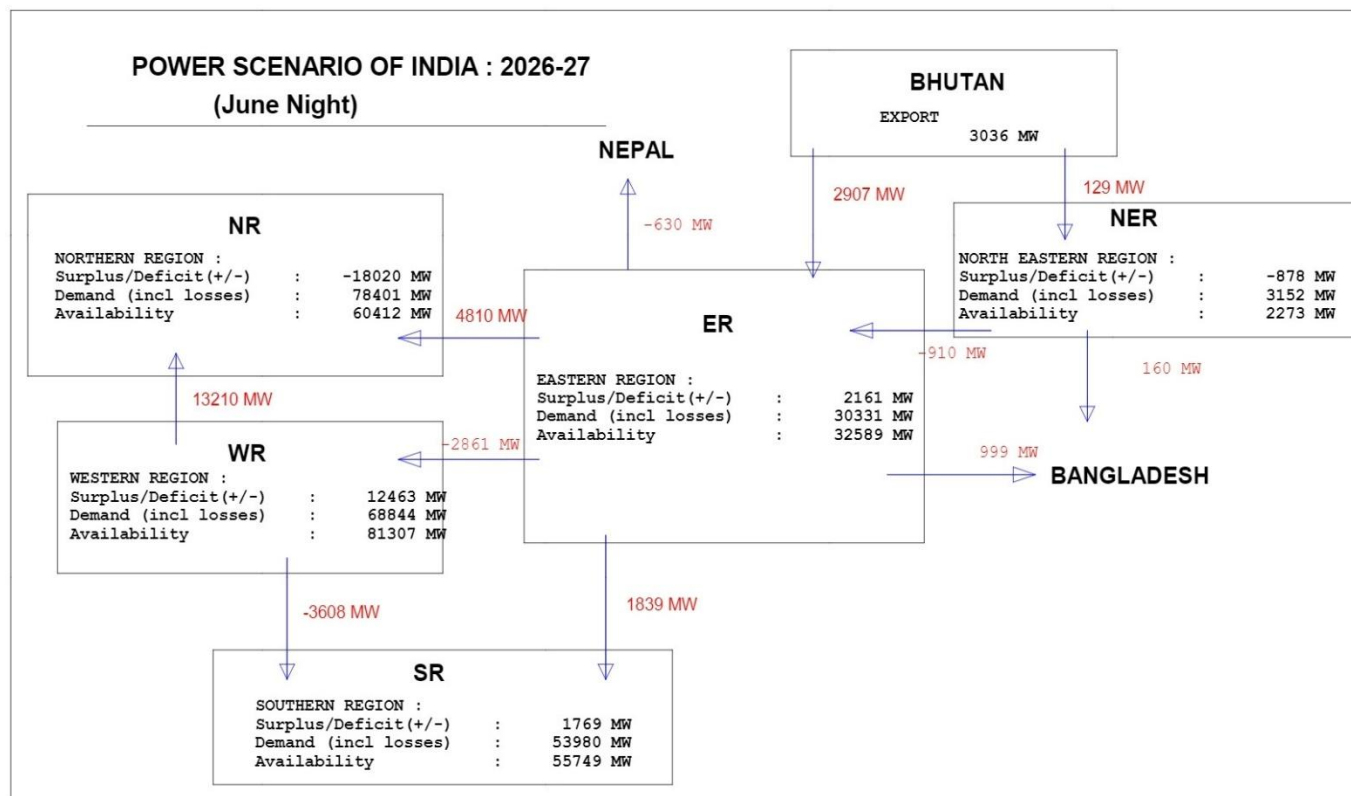 POWER SCENARIO OF INDIA : 2026-27
(June Night)
BHUTAN
EXPORT
3036 MW
NEPAL
2907 MW
129 MW
-630 MW
NR
NORTHERN REGION :
Surplus/Deficit(+/-) : -18020 MW
Demand (incl losses) : 78401 MW
Availability : 60412 MW
NER
NORTH EASTERN REGION :
Surplus/Deficit(+/-) : -878 MW
Demand (incl losses) : 3152 MW
Availability : 2273 MW
4810 MW
ER
EASTERN REGION :
Surplus/Deficit(+/-) : 2161 MW
Demand (incl losses) : 30331 MW
Availability : 32589 MW
-910 MW
160 MW
13210 MW
-2861 MW
999 MW
BANGLADESH
WR
WESTERN REGION :
Surplus/Deficit(+/-) : 12463 MW
Demand (incl losses) : 68844 MW
Availability : 81307 MW
-3608 MW
1839 MW
SR
SOUTHERN REGION :
Surplus/Deficit(+/-) : 1769 MW
Demand (incl losses) : 53980 MW
Availability : 55749 MW